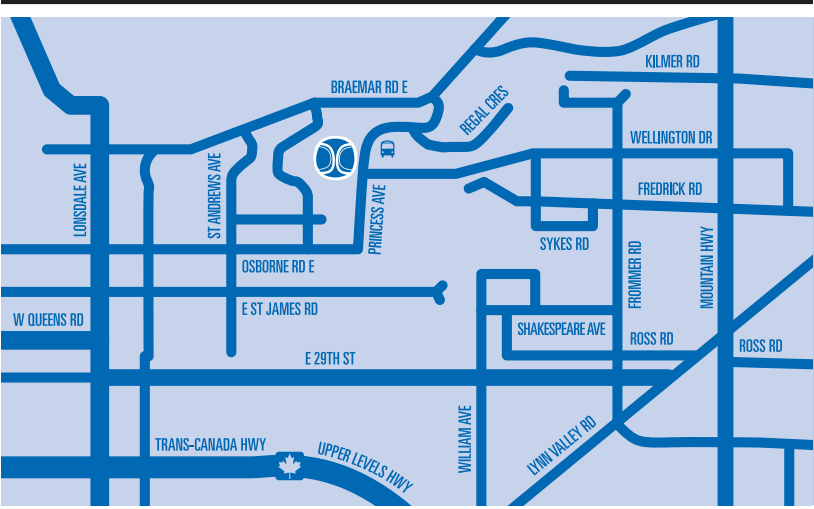 KILMER RD
BRAEMAR RD E
REGAL CRES
WELLINGTON DR
LONSDALE AVE
ST ANDREWS AVE
PRINCESS AVE
FREDRICK RD
SYKES RD
OSBORNE RD E
FROMMER RD
MOUNTAIN HWY
E ST JAMES RD
W QUEENS RD
SHAKESPEARE AVE
ROSS RD
ROSS RD
E 29TH ST
WILLIAM AVE
LYNN VALLEY RD
TRANS-CANADA HWY
UPPER LEVELS HWY